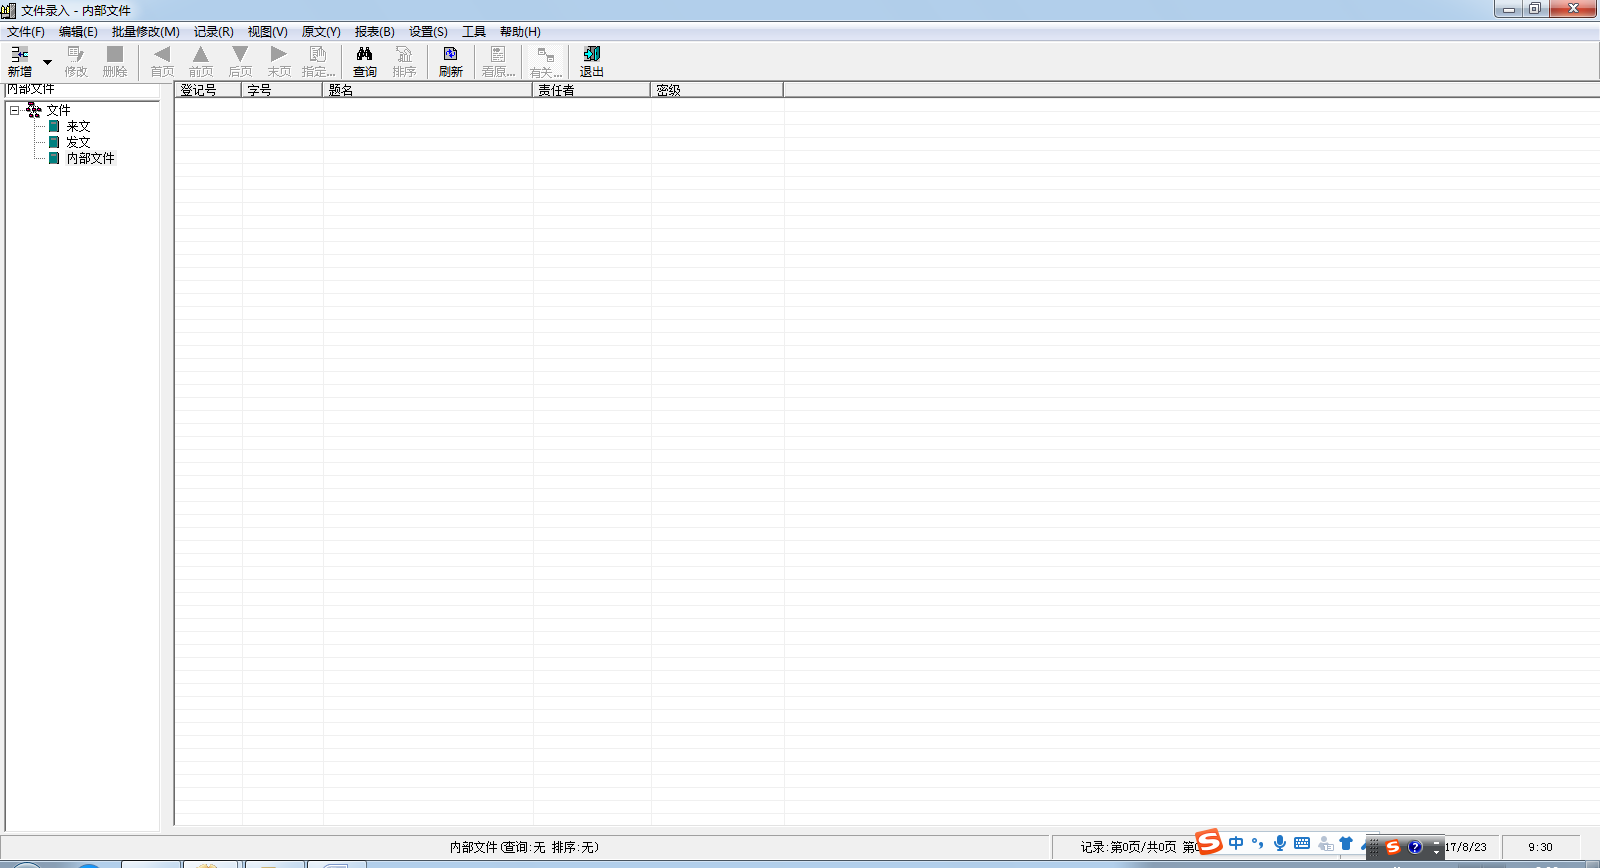 文件录入 - 内部文件
文件(F) 编辑(E) 批量修改(M) 记录(R) 视图(V) 原文(Y) 报表(B) 设置(S) 工具 帮助(H)
新增 修改 删除 首页 前页 后页 末页 指定... 查询 排序 刷新 看原... 有关... 退出
内部文件
登记号 字号 题名 责任者 密级
文件
来文
发文
内部文件
内部文件(查询:无 排序:无) 记录:第0页/共0页 第0 中 17/8/23 9:30